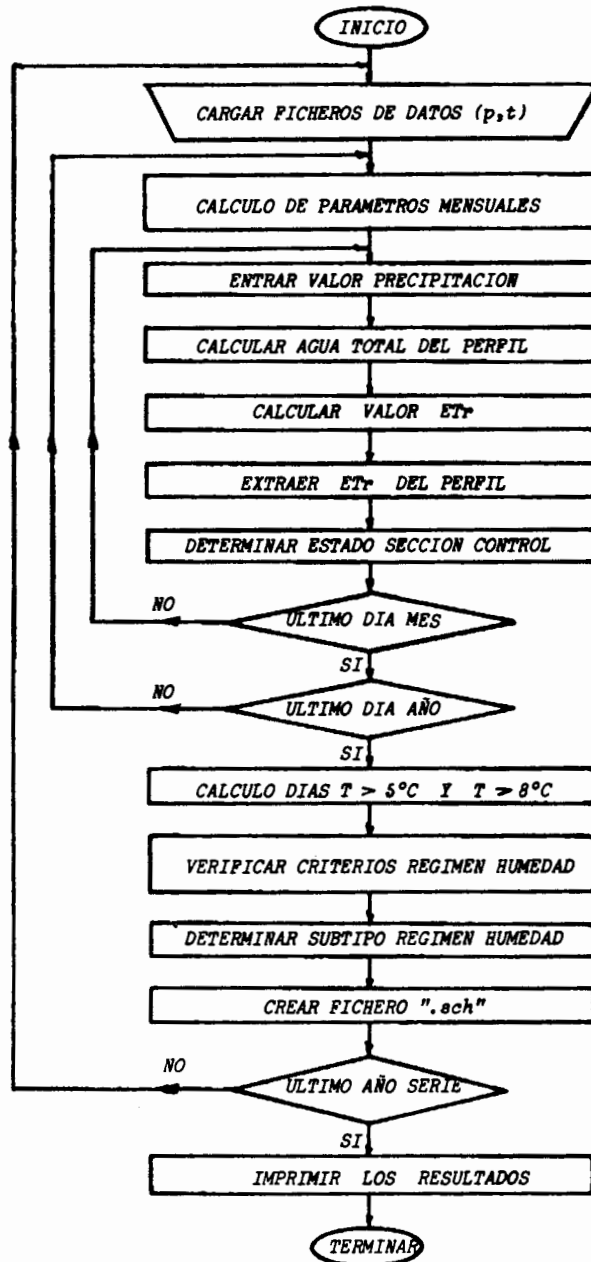 INICIO
CARGAR FICHEROS DE DATOS (p,t)
CALCULO DE PARAMETROS MENSUALES
ENTRAR VALOR PRECIPITACION
CALCULAR AGUA TOTAL DEL PERFIL
CALCULAR VALOR ETr
EXTRAER ETr DEL PERFIL
DETERMINAR ESTADO SECCION CONTROL
NO
ULTIMO DIA MES
SI
NO
ULTIMO DIA AÑO
SI
CALCULO DIAS T > 5°C Y T > 8°C
VERIFICAR CRITERIOS REGIMEN HUMEDAD
DETERMINAR SUBTIPO REGIMEN HUMEDAD
CREAR FICHERO ".sch"
NO
ULTIMO AÑO SERIE
SI
IMPRIMIR LOS RESULTADOS
TERMINAR